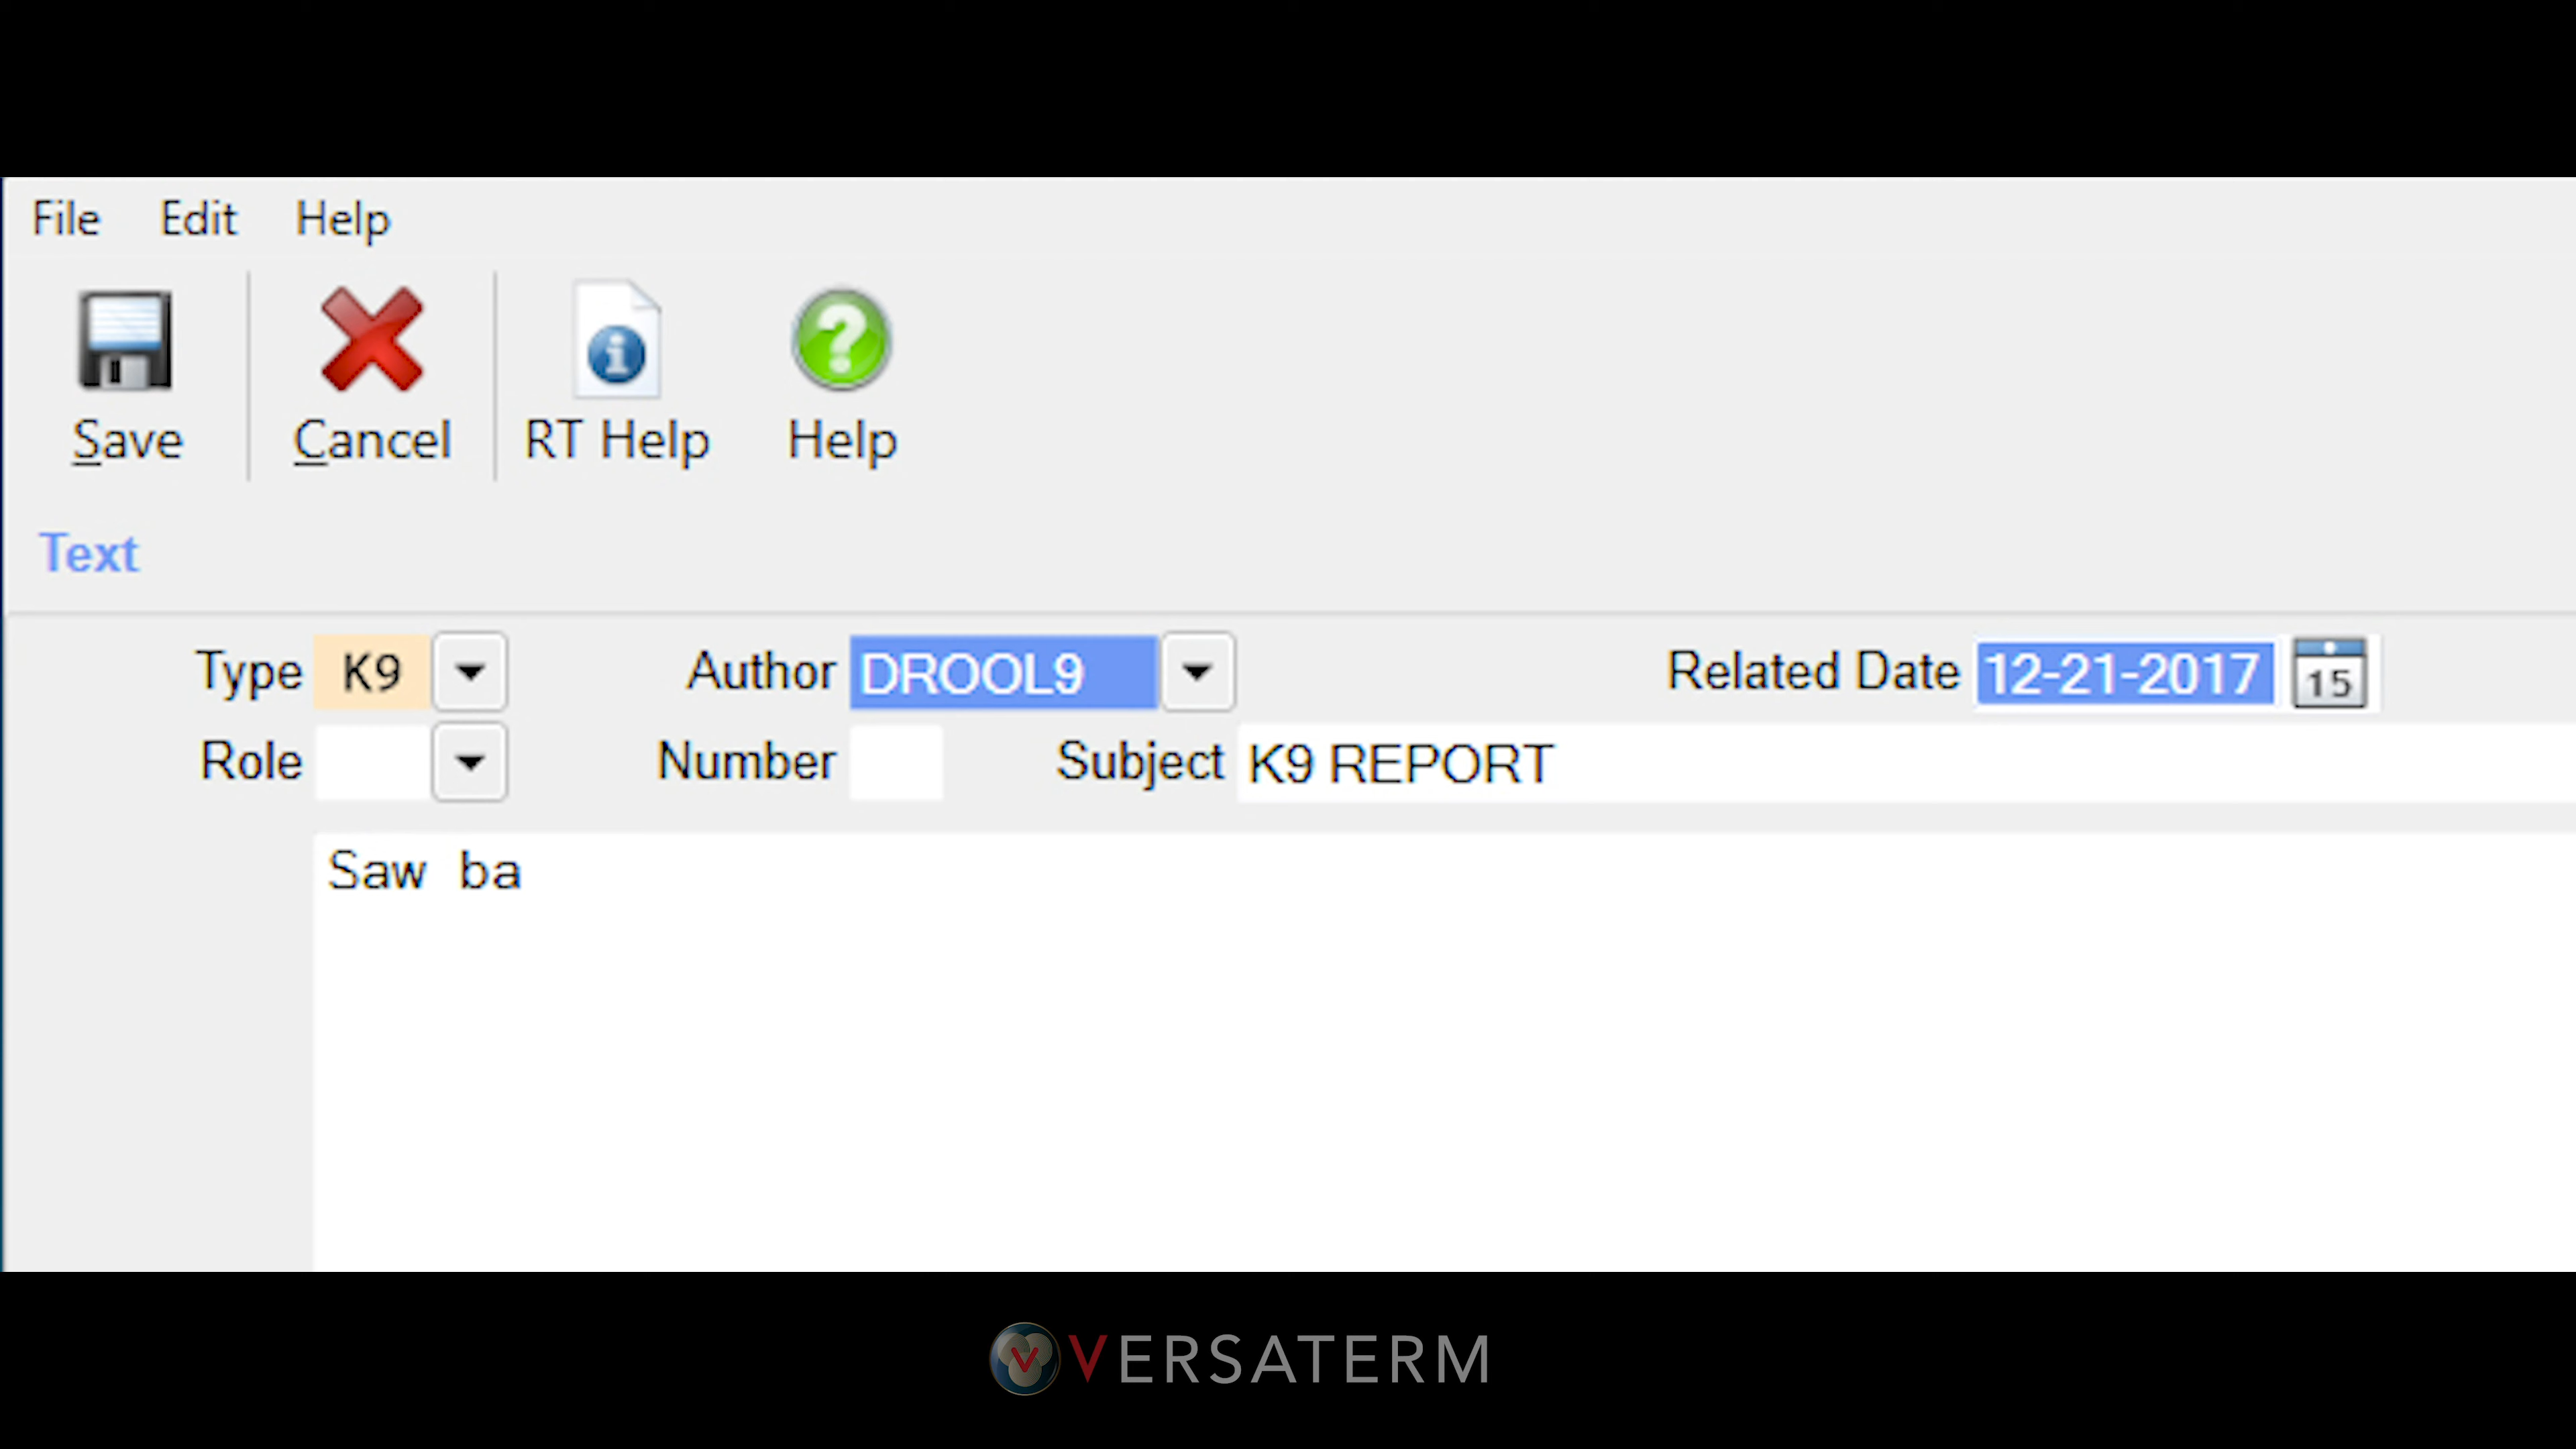 File Edit Help
Save Cancel RT Help Help
Text
Type K9 Author DROOL9 Related Date 12-21-2017 15
Role Number Subject K9 REPORT
Saw ba
VERSATERM